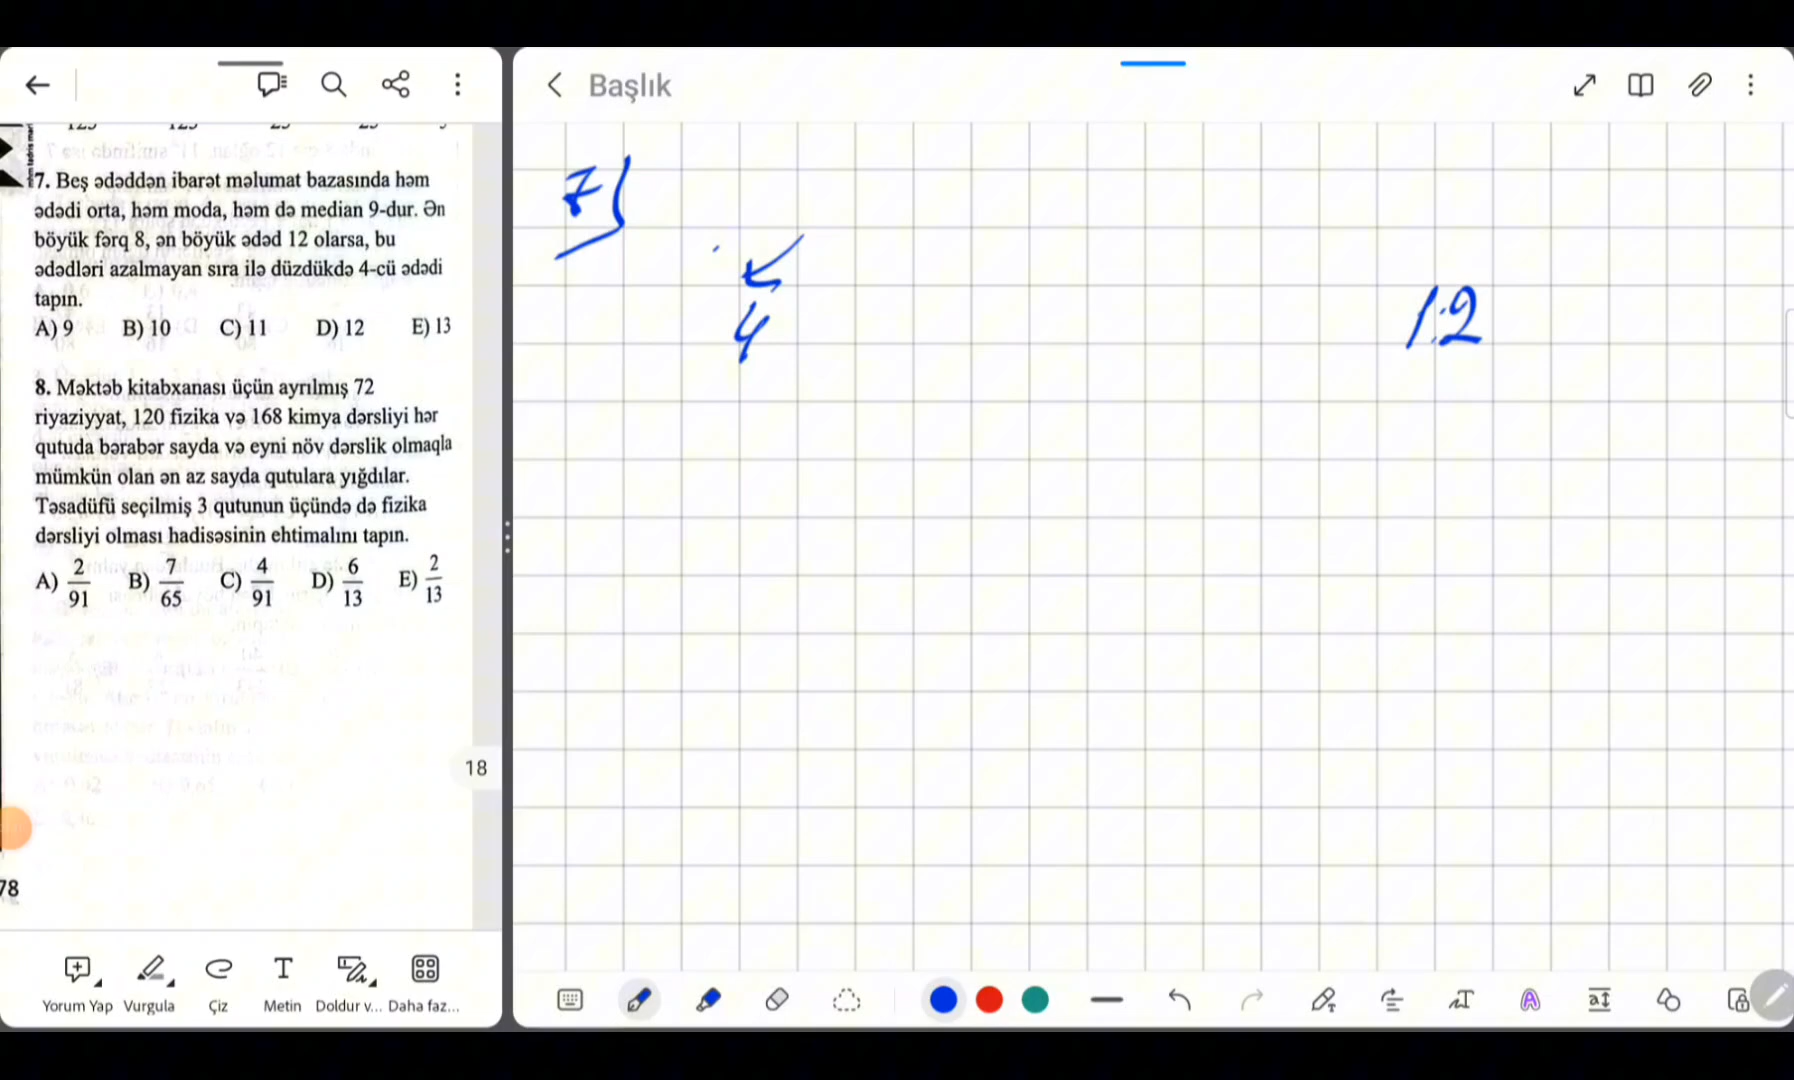 Başlık
7. Beş ədəddən ibarət məlumat bazasında həm
ədədi orta, həm moda, həm də median 9-dur. Ən
böyük fərq 8, ən böyük ədəd 12 olarsa, bu
ədədləri azalmayan sıra ilə düzdükdə 4-cü ədədi
tapın.
A) 9 B) 10 C) 11 D) 12 E) 13
8. Məktəb kitabxanası üçün ayrılmış 72
riyaziyyat, 120 fizika və 168 kimya dərsliyi hər
qutuda bərabər sayda və eyni növ dərslik olmaqla
mümkün olan ən az sayda qutulara yığdılar.
Təsadüfü seçilmiş 3 qutunun üçündə də fizika
dərsliyi olması hadisəsinin ehtimalını tapın.
A) 2/91 B) 7/65 C) 4/91 D) 6/13 E) 2/13
18
78
Yorum Yap Vurgula Çiz Metin Doldur v... Daha faz...
7)
4
12